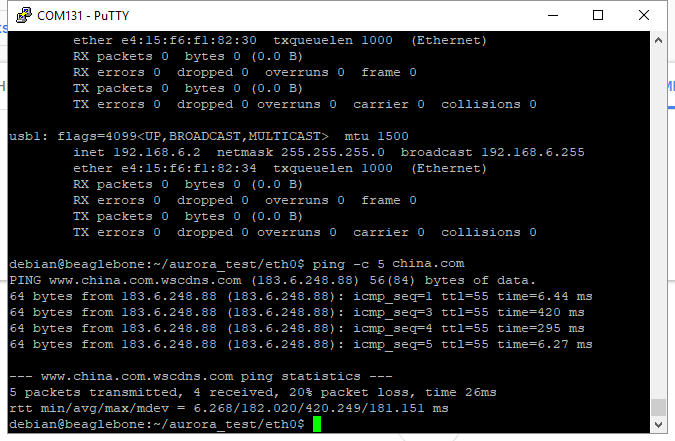 COM131 - PuTTY
ether e4:15:f6:f1:82:30 txqueuelen 1000 (Ethernet)
RX packets 0 bytes 0 (0.0 B)
RX errors 0 dropped 0 overruns 0 frame 0
TX packets 0 bytes 0 (0.0 B)
TX errors 0 dropped 0 overruns 0 carrier 0 collisions 0
usb1: flags=4099<UP,BROADCAST,MULTICAST> mtu 1500
inet 192.168.6.2 netmask 255.255.255.0 broadcast 192.168.6.255
ether e4:15:f6:f1:82:34 txqueuelen 1000 (Ethernet)
RX packets 0 bytes 0 (0.0 B)
RX errors 0 dropped 0 overruns 0 frame 0
TX packets 0 bytes 0 (0.0 B)
TX errors 0 dropped 0 overruns 0 carrier 0 collisions 0
debian@beaglebone:~/aurora_test/eth0$ ping -c 5 china.com
PING www.china.com.wscdns.com (183.6.248.88) 56(84) bytes of data.
64 bytes from 183.6.248.88 (183.6.248.88): icmp_seq=1 ttl=55 time=6.44 ms
64 bytes from 183.6.248.88 (183.6.248.88): icmp_seq=3 ttl=55 time=420 ms
64 bytes from 183.6.248.88 (183.6.248.88): icmp_seq=4 ttl=55 time=295 ms
64 bytes from 183.6.248.88 (183.6.248.88): icmp_seq=5 ttl=55 time=6.27 ms
--- www.china.com.wscdns.com ping statistics ---
5 packets transmitted, 4 received, 20% packet loss, time 26ms
rtt min/avg/max/mdev = 6.268/182.020/420.249/181.151 ms
debian@beaglebone:~/aurora_test/eth0$